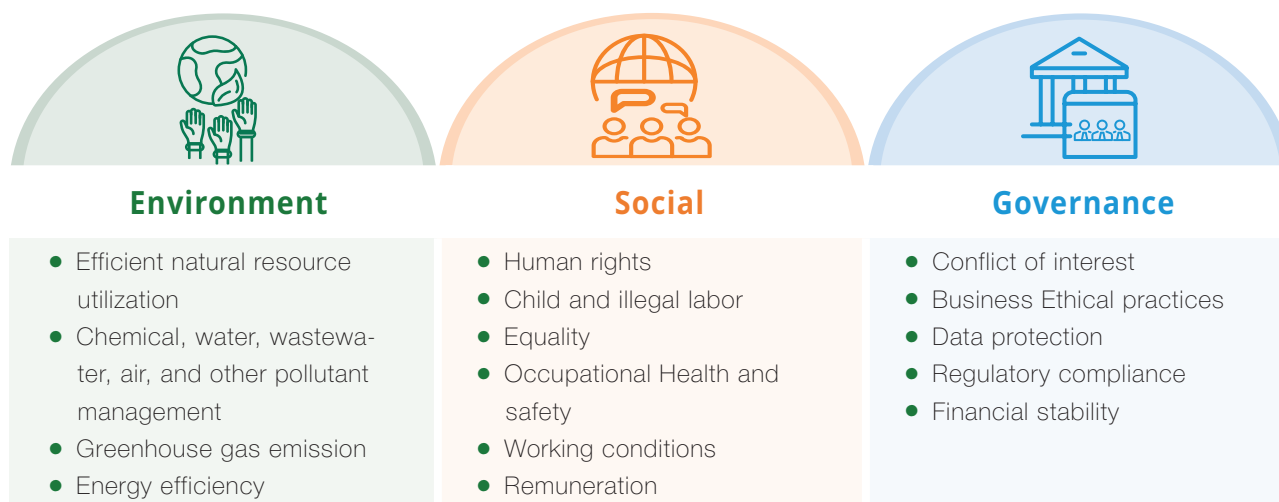 Environment
• Efficient natural resource
utilization
• Chemical, water, wastewa-
ter, air, and other pollutant
management
• Greenhouse gas emission
• Energy efficiency
Social
• Human rights
• Child and illegal labor
• Equality
• Occupational Health and
safety
• Working conditions
• Remuneration
Governance
• Conflict of interest
• Business Ethical practices
• Data protection
• Regulatory compliance
• Financial stability